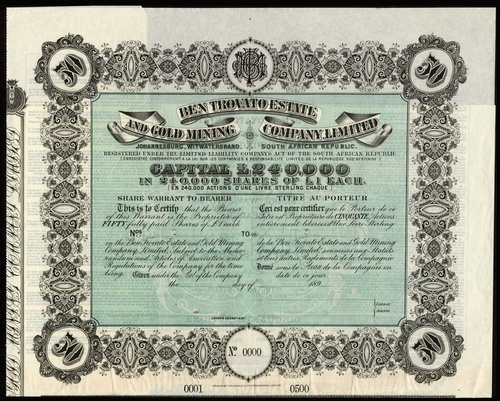 50
50
BEN TROVATO ESTATE
AND GOLD MINING COMPANY LIMITED
JOHANNESBURG, WITWATERSRAND. SOUTH AFRICAN REPUBLIC.
REGISTERED UNDER THE LIMITED LIABILITY COMPANY'S ACT OF THE SOUTH AFRICAN REPUBLIC.
CAPITAL £240,000
IN 240,000 SHARES OF £1 EACH.
(EN 240,000 ACTIONS D'UNE LIVRE STERLING CHAQUE)
SHARE WARRANT TO BEARER
This is to Certify that the Bearer
of this Warrant is the Proprietor of
FIFTY fully paid Shares of £1 each
Nos TO
in the Ben Trovato Estate and Gold Mining
Company, Limited, Subject to the Memo-
randum and Articles of Association and
Regulations of the Company for the time
being. Given under the Seal of the Company
the day of 189
TITRE AU PORTEUR
Ceci est pour certifier que le Porteur de ce
Titre est Propriétaire de CINQUANTE Actions
entièrement libérées d'Une Livre Sterling
de la Ben Trovato Estate and Gold Mining
Company, Limited,
et tous autres Règlements de la Compagnie
Donné sous le Sceau de la Compagnie en
date de ce jour
50
50
No. 0000
0001 0500